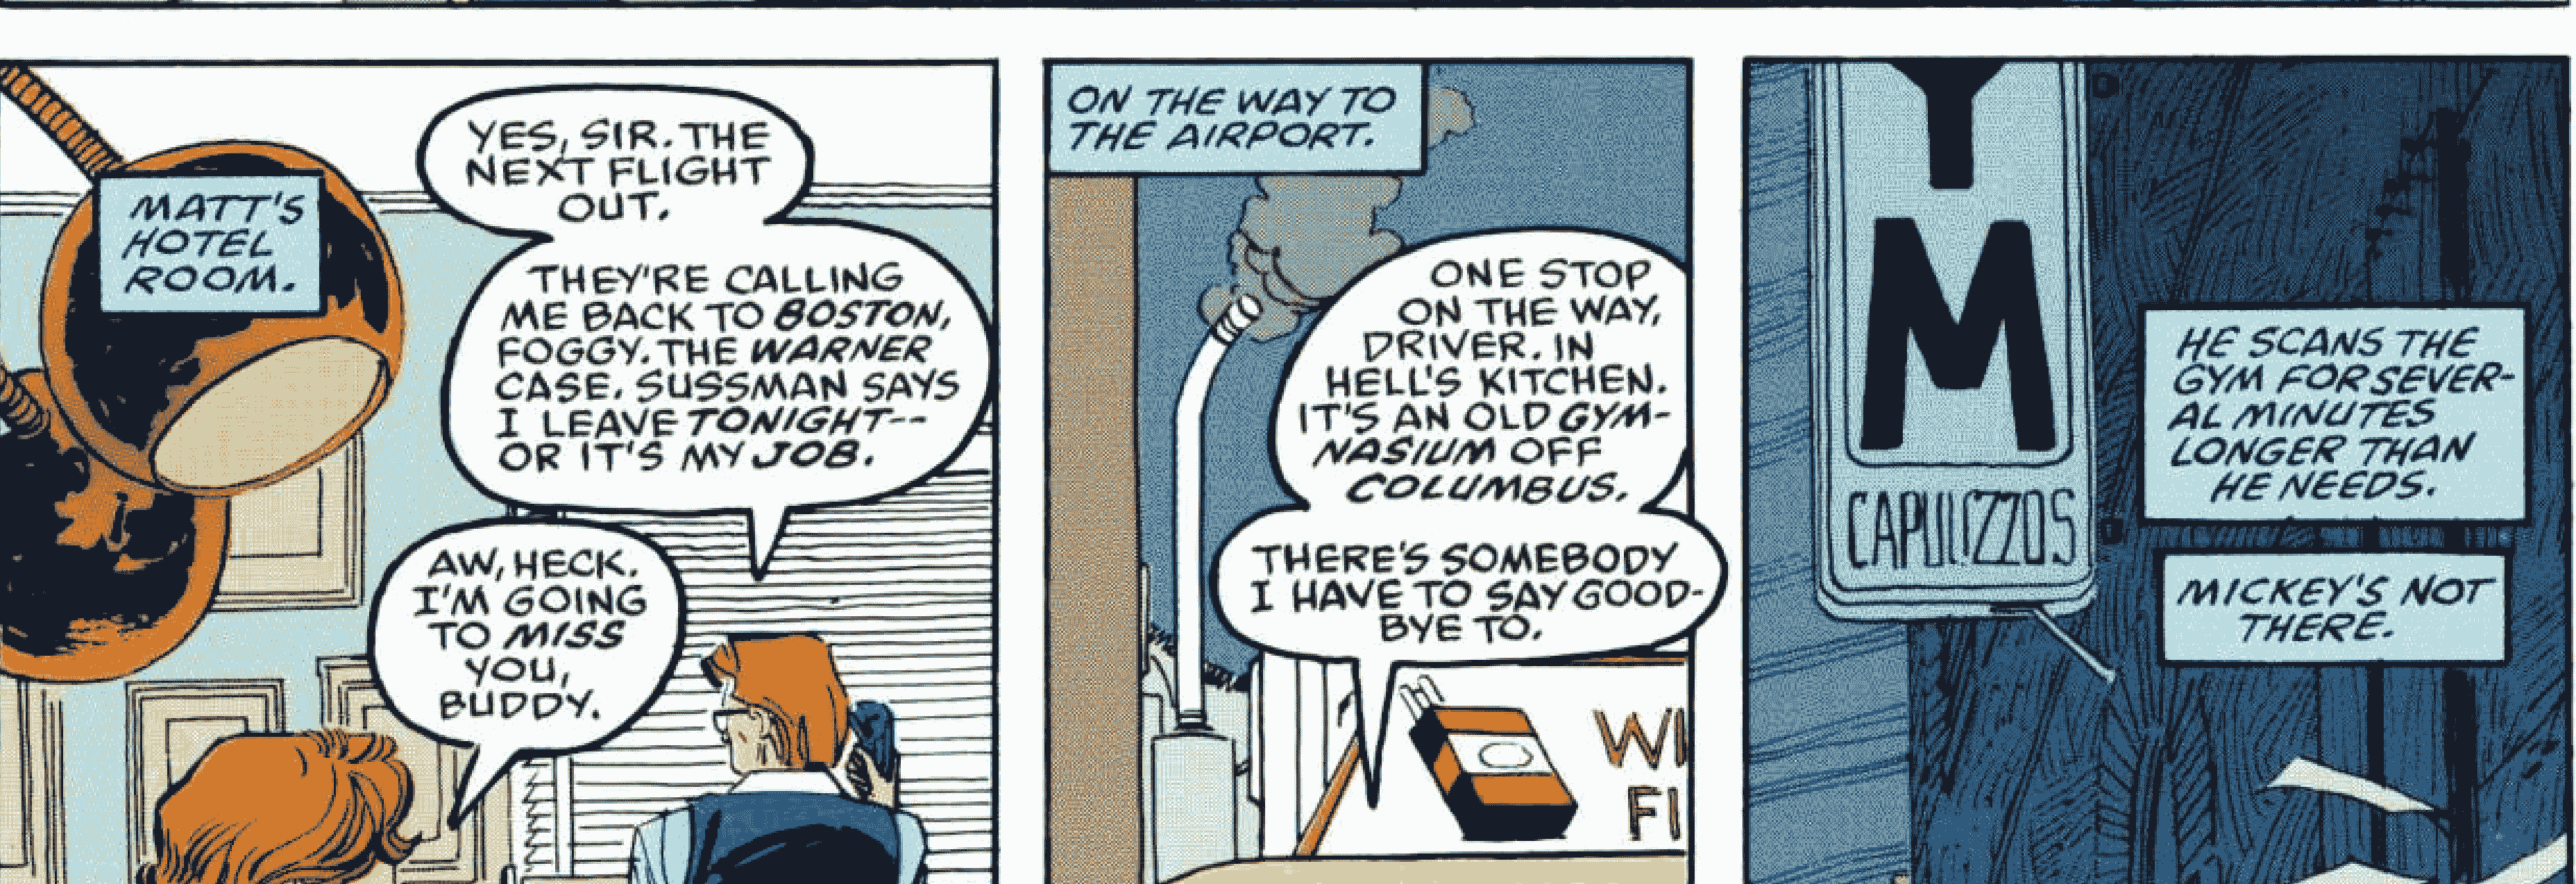 MATT'S
HOTEL
ROOM.
YES, SIR. THE
NEXT FLIGHT
OUT.
THEY'RE CALLING
ME BACK TO BOSTON,
FOGGY. THE WARNER
CASE. SUSSMAN SAYS
I LEAVE TONIGHT--
OR IT'S MY JOB.
AW, HECK.
I'M GOING
TO MISS
YOU,
BUDDY.
ON THE WAY TO
THE AIRPORT.
ONE STOP
ON THE WAY,
DRIVER. IN
HELL'S KITCHEN.
IT'S AN OLD GYM-
NASIUM OFF
COLUMBUS.
THERE'S SOMEBODY
I HAVE TO SAY GOOD-
BYE TO.
WI
FI
Y
M
CAPULIZZOS
HE SCANS THE
GYM FOR SEVER-
AL MINUTES
LONGER THAN
HE NEEDS.
MICKEY'S NOT
THERE.